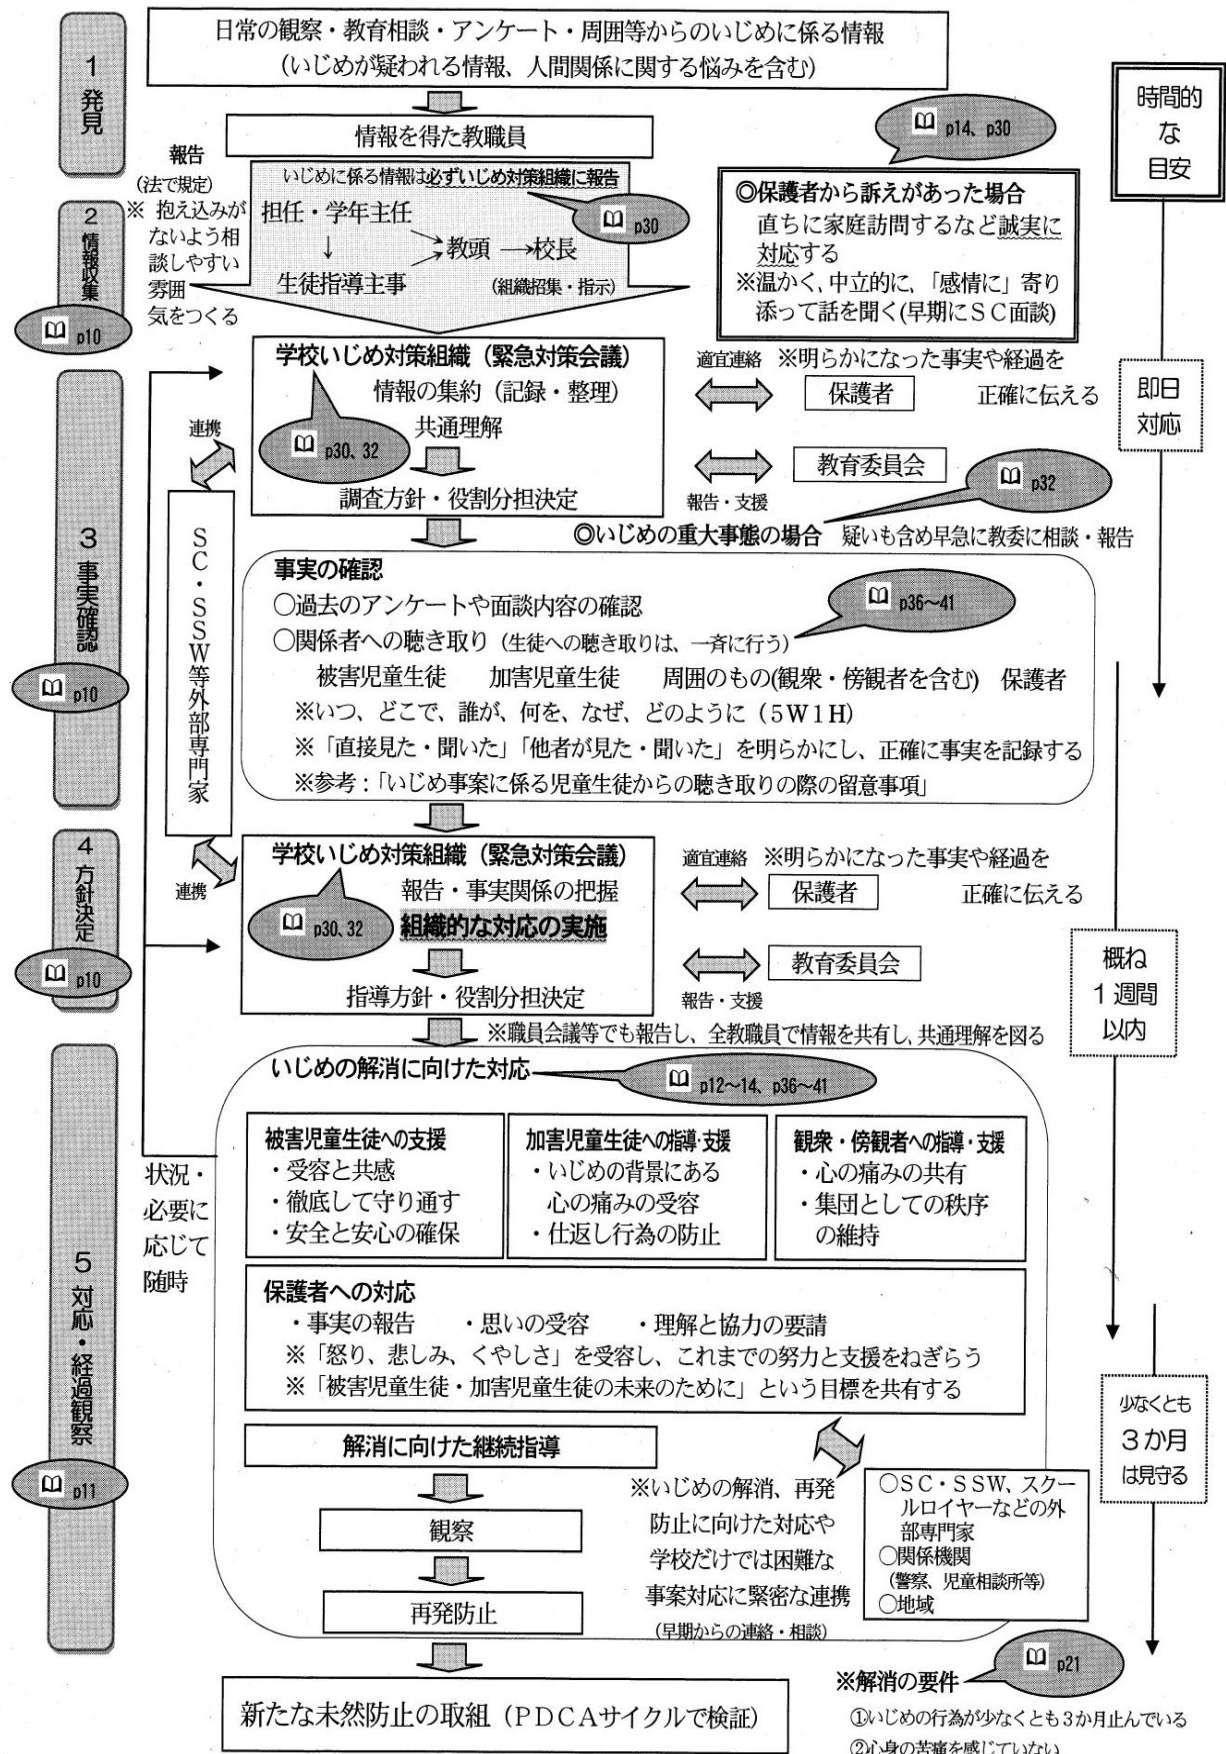 1 発見
日常の観察・教育相談・アンケート・周囲等からのいじめに係る情報
(いじめが疑われる情報、人間関係に関する悩みを含む)
情報を得た教職員
時間的
な
目安
p14、p30
報告
(法で規定)
※ 抱え込みが
ないよう相
談しやすい
雰囲
気をつくる
いじめに係る情報は必ずいじめ対策組織に報告
担任・学年主任
↓
生徒指導主事
→教頭→校長
(組織招集・指示)
p30
◎保護者から訴えがあった場合
直ちに家庭訪問するなど誠実に
対応する
※温かく、中立的に、「感情に」寄り
添って話を聞く(早期にSC面談)
2 情報収集
p10
学校いじめ対策組織(緊急対策会議)
情報の集約(記録・整理)
共通理解
調査方針・役割分担決定
p30、32
連携
適宜連絡 ※明らかになった事実や経過を
保護者 正確に伝える
教育委員会
報告・支援
p32
即日
対応
◎いじめの重大事態の場合 疑いも含め早急に教委に相談・報告
3 事実確認
p10
SC・SSW等外部専門家
事実の確認
○過去のアンケートや面談内容の確認
○関係者への聴き取り(生徒への聴き取りは、一斉に行う)
p36～41
被害児童生徒 加害児童生徒 周囲のもの(観衆・傍観者を含む) 保護者
※いつ、どこで、誰が、何を、なぜ、どのように(5W1H)
※「直接見た・聞いた」「他者が見た・聞いた」を明らかにし、正確に事実を記録する
※参考:「いじめ事案に係る児童生徒からの聴き取りの際の留意事項」
4 方針決定
p10
連携
学校いじめ対策組織(緊急対策会議)
報告・事実関係の把握
組織的な対応の実施
指導方針・役割分担決定
p30、32
適宜連絡 ※明らかになった事実や経過を
保護者 正確に伝える
教育委員会
報告・支援
概ね
1週間
以内
※職員会議等でも報告し、全教職員で情報を共有し、共通理解を図る
5 対応・経過観察
p11
状況・
必要に
応じて
随時
いじめの解消に向けた対応
p12～14、p36～41
被害児童生徒への支援
・受容と共感
・徹底して守り通す
・安全と安心の確保
加害児童生徒への指導・支援
・いじめの背景にある
心の痛みの受容
・仕返し行為の防止
観衆・傍観者への指導・支援
・心の痛みの共有
・集団としての秩序
の維持
保護者への対応
・事実の報告 ・思いの受容 ・理解と協力の要請
※「怒り、悲しみ、くやしさ」を受容し、これまでの努力と支援をねぎらう
※「被害児童生徒・加害児童生徒の未来のために」という目標を共有する
少なくとも
3か月
は見守る
解消に向けた継続指導
観察
再発防止
※いじめの解消、再発
防止に向けた対応や
学校だけでは困難な
事案対応に緊密な連携
(早期からの連絡・相談)
○SC・SSW、スクー
ルロイヤーなどの外
部専門家
○関係機関
(警察、児童相談所等)
○地域
新たな未然防止の取組(PDCAサイクルで検証)
p21
※解消の要件
①いじめの行為が少なくとも3か月止んでいる
②心身の苦痛を感じていない